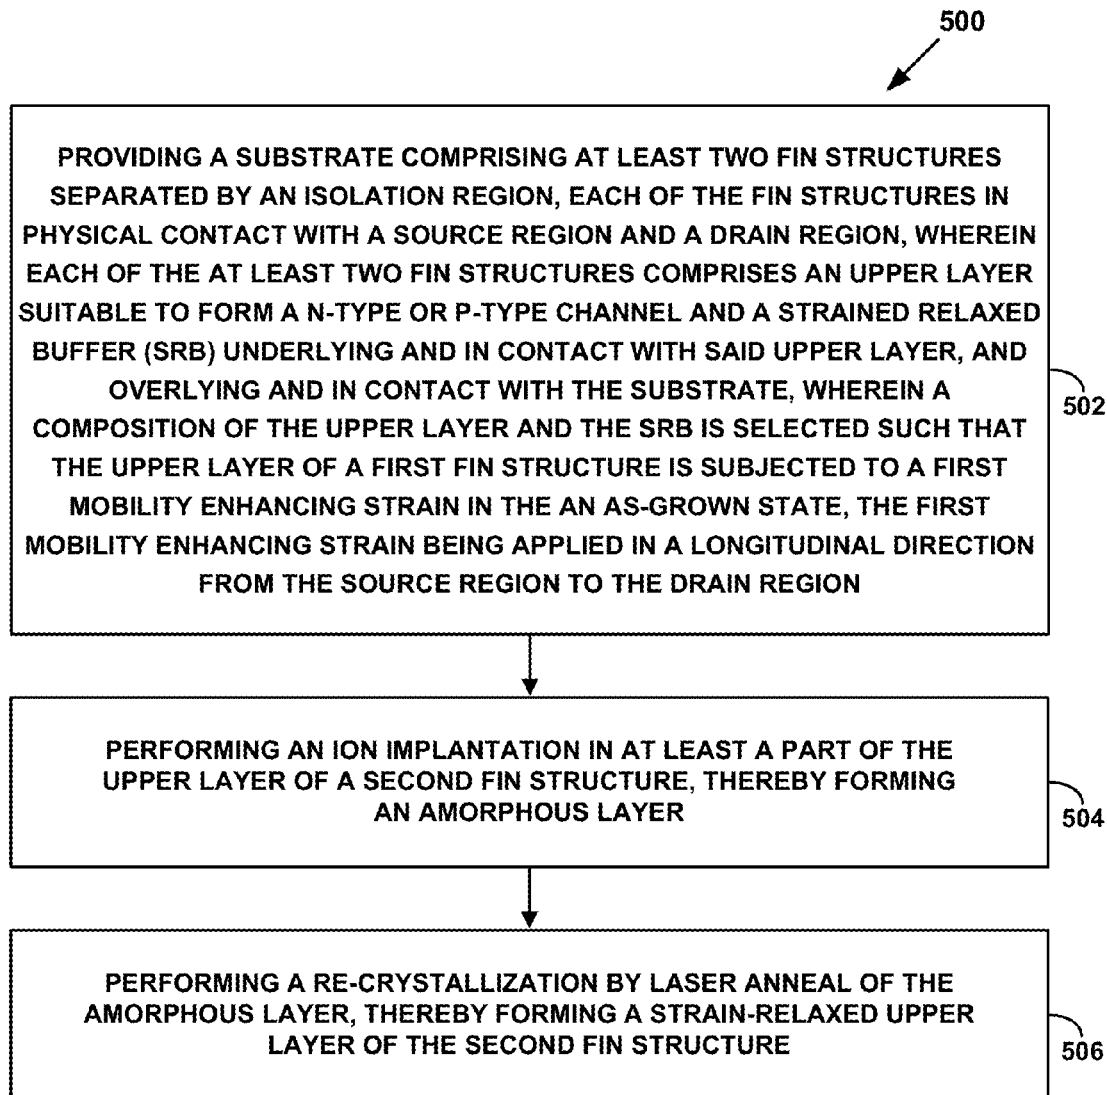 500
PROVIDING A SUBSTRATE COMPRISING AT LEAST TWO FIN STRUCTURES
SEPARATED BY AN ISOLATION REGION, EACH OF THE FIN STRUCTURES IN
PHYSICAL CONTACT WITH A SOURCE REGION AND A DRAIN REGION, WHEREIN
EACH OF THE AT LEAST TWO FIN STRUCTURES COMPRISES AN UPPER LAYER
SUITABLE TO FORM A N-TYPE OR P-TYPE CHANNEL AND A STRAINED RELAXED
BUFFER (SRB) UNDERLYING AND IN CONTACT WITH SAID UPPER LAYER, AND
OVERLYING AND IN CONTACT WITH THE SUBSTRATE, WHEREIN A
COMPOSITION OF THE UPPER LAYER AND THE SRB IS SELECTED SUCH THAT
THE UPPER LAYER OF A FIRST FIN STRUCTURE IS SUBJECTED TO A FIRST
MOBILITY ENHANCING STRAIN IN THE AN AS-GROWN STATE, THE FIRST
MOBILITY ENHANCING STRAIN BEING APPLIED IN A LONGITUDINAL DIRECTION
FROM THE SOURCE REGION TO THE DRAIN REGION
502
PERFORMING AN ION IMPLANTATION IN AT LEAST A PART OF THE
UPPER LAYER OF A SECOND FIN STRUCTURE, THEREBY FORMING
AN AMORPHOUS LAYER
504
PERFORMING A RE-CRYSTALLIZATION BY LASER ANNEAL OF THE
AMORPHOUS LAYER, THEREBY FORMING A STRAIN-RELAXED UPPER
LAYER OF THE SECOND FIN STRUCTURE
506